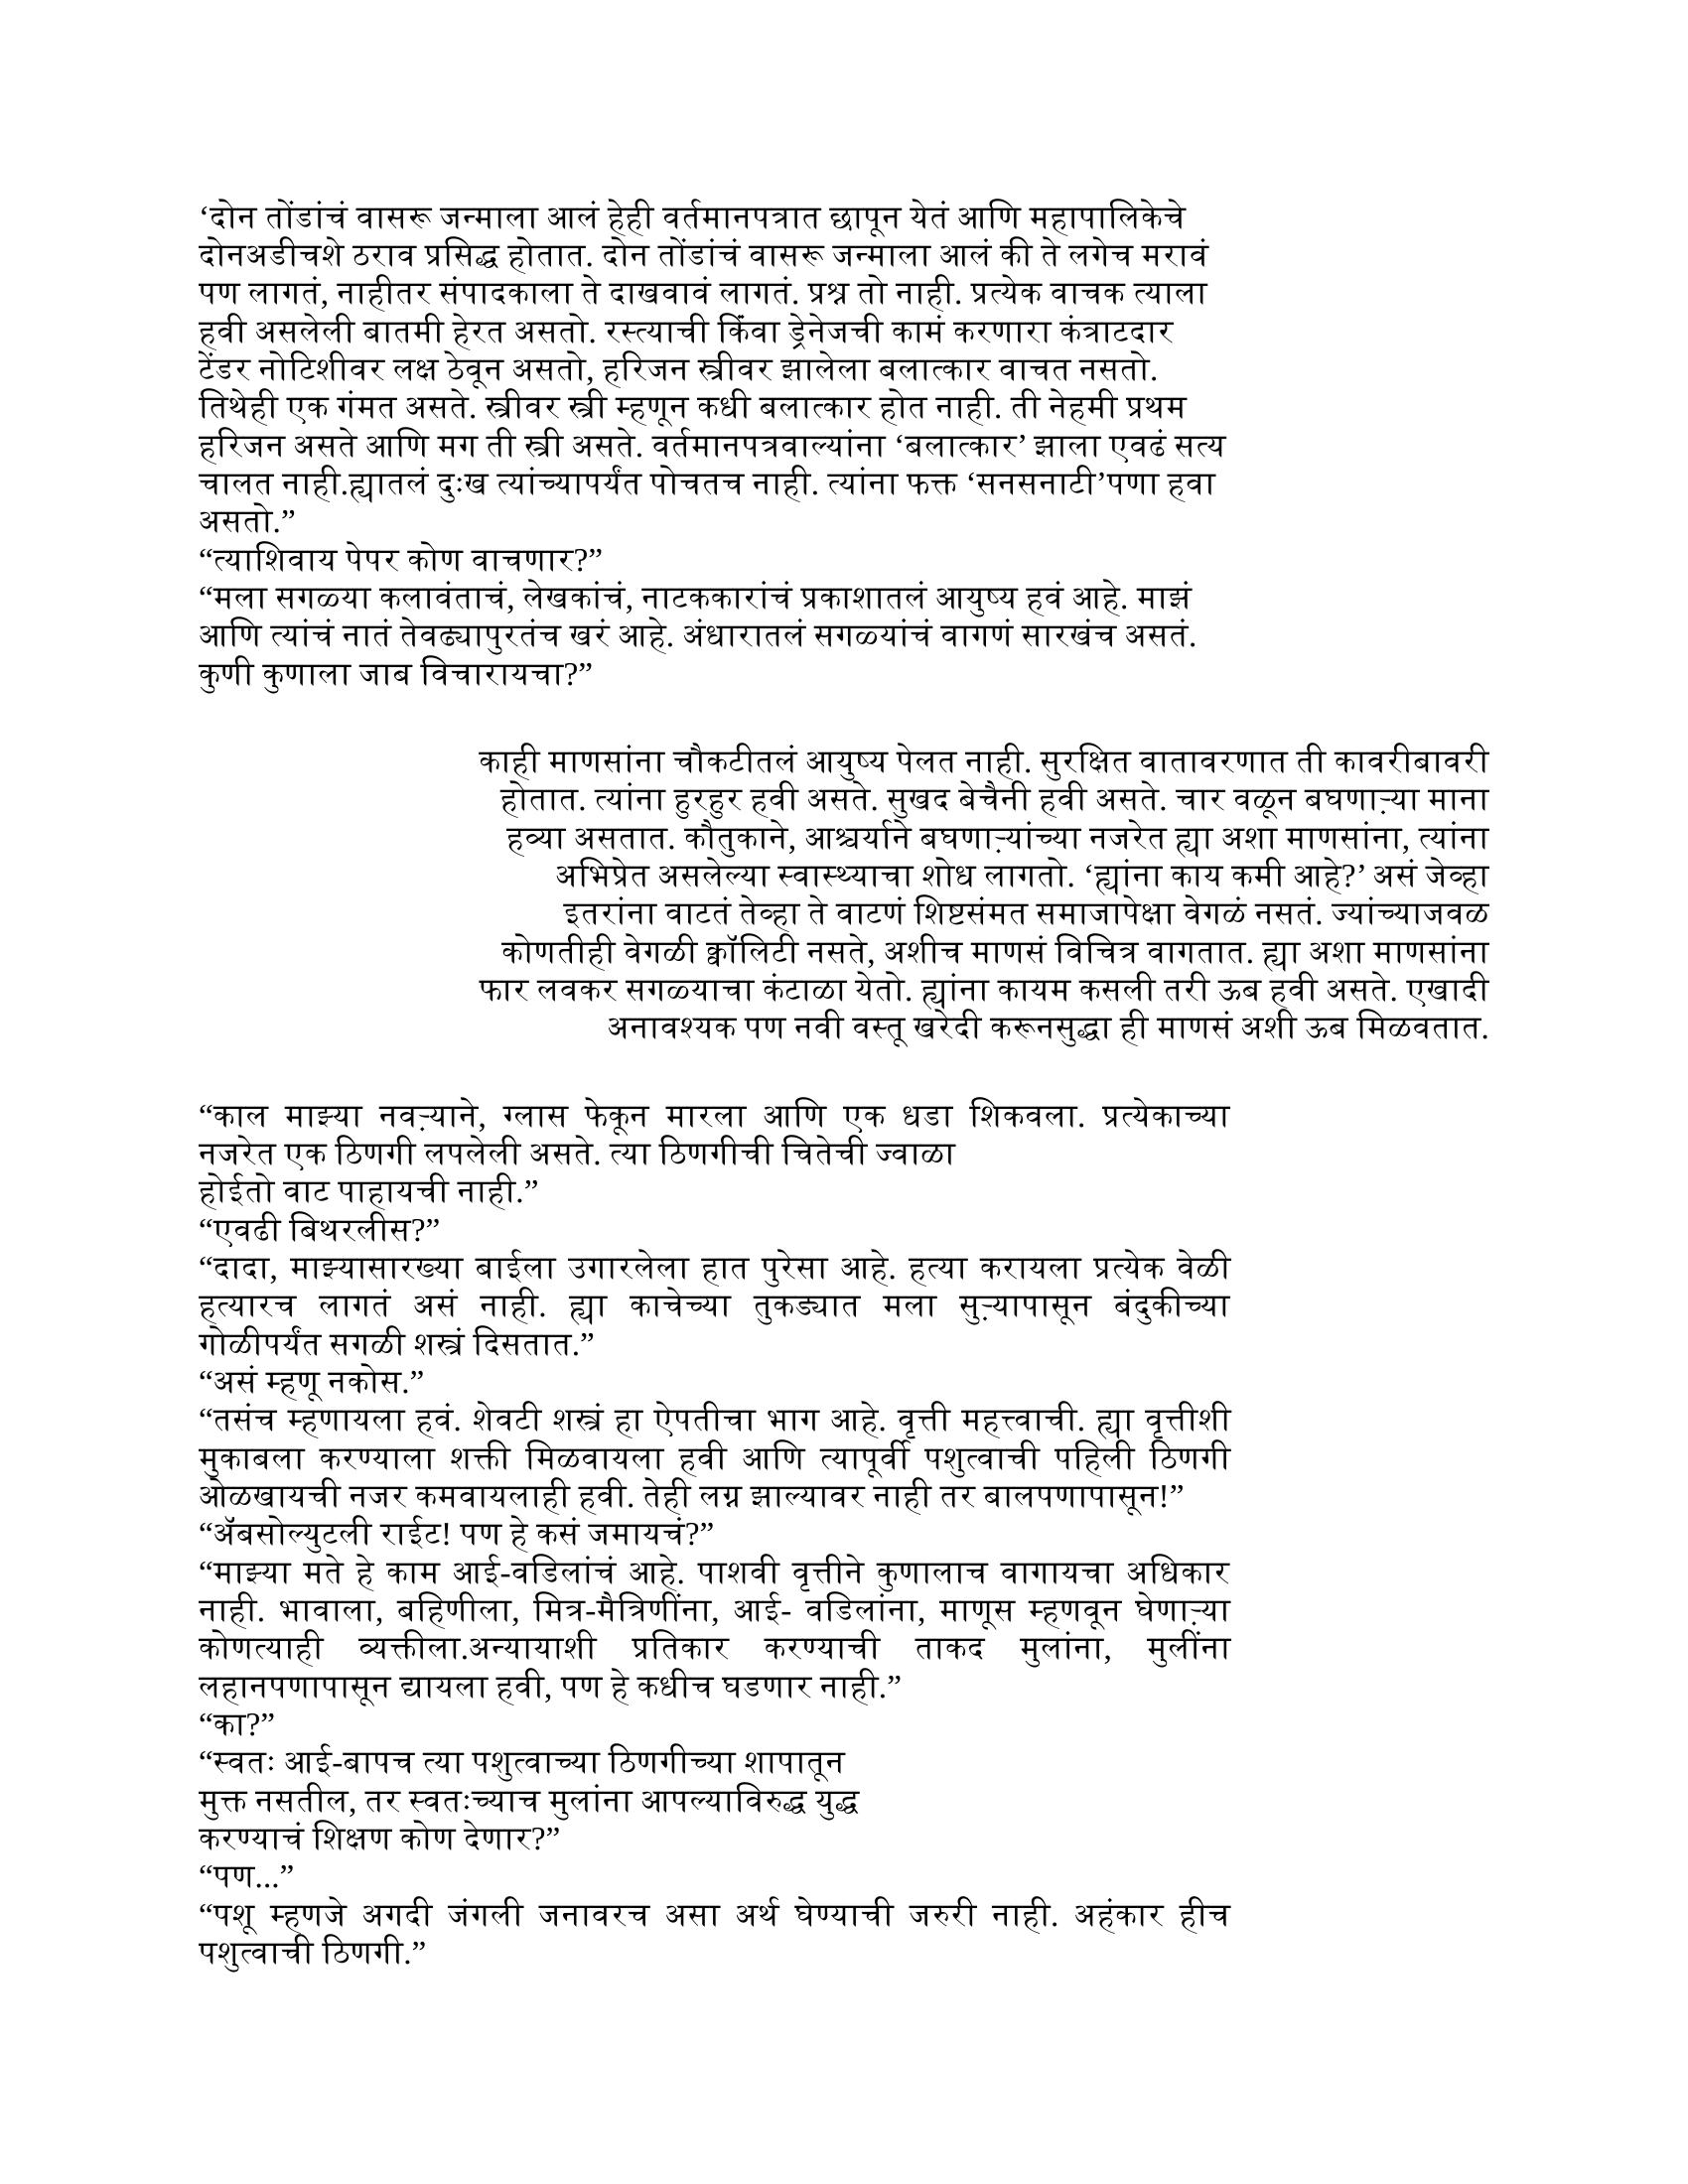 ‘दोन तोंडांचं वासरू जन्माला आलं हेही वर्तमानपत्रात छापून येतं आणि महापालिकेचे
दोनअडीचशे ठराव प्रसिद्ध होतात. दोन तोंडांचं वासरू जन्माला आलं की ते लगेच मरावं
पण लागतं, नाहीतर संपादकाला ते दाखवावं लागतं. प्रश्न तो नाही. प्रत्येक वाचक त्याला
हवी असलेली बातमी हेरत असतो. रस्त्याची किंवा ड्रेनेजची कामं करणारा कंत्राटदार
टेंडर नोटिशीवर लक्ष ठेवून असतो, हरिजन स्त्रीवर झालेला बलात्कार वाचत नसतो.
तिथेही एक गंमत असते. स्त्रीवर स्त्री म्हणून कधी बलात्कार होत नाही. ती नेहमी प्रथम
हरिजन असते आणि मग ती स्त्री असते. वर्तमानपत्रवाल्यांना ‘बलात्कार’ झाला एवढं सत्य
चालत नाही.ह्यातलं दुःख त्यांच्यापर्यंत पोचतच नाही. त्यांना फक्त ‘सनसनाटी’पणा हवा
असतो.”
“त्याशिवाय पेपर कोण वाचणार?”
“मला सगळ्या कलावंताचं, लेखकांचं, नाटककारांचं प्रकाशातलं आयुष्य हवं आहे. माझं
आणि त्यांचं नातं तेवढ्यापुरतंच खरं आहे. अंधारातलं सगळ्यांचं वागणं सारखंच असतं.
कुणी कुणाला जाब विचारायचा?”
काही माणसांना चौकटीतलं आयुष्य पेलत नाही. सुरक्षित वातावरणात ती कावरीबावरी
होतात. त्यांना हुरहुर हवी असते. सुखद बेचैनी हवी असते. चार वळून बघणाऱ्या माना
हव्या असतात. कौतुकाने, आश्चर्याने बघणाऱ्यांच्या नजरेत ह्या अशा माणसांना, त्यांना
अभिप्रेत असलेल्या स्वास्थ्याचा शोध लागतो. ‘ह्यांना काय कमी आहे?’ असं जेव्हा
इतरांना वाटतं तेव्हा ते वाटणं शिष्टसंमत समाजापेक्षा वेगळं नसतं. ज्यांच्याजवळ
कोणतीही वेगळी क्वॉलिटी नसते, अशीच माणसं विचित्र वागतात. ह्या अशा माणसांना
फार लवकर सगळ्याचा कंटाळा येतो. ह्यांना कायम कसली तरी ऊब हवी असते. एखादी
अनावश्यक पण नवी वस्तू खरेदी करूनसुद्धा ही माणसं अशी ऊब मिळवतात.
“काल माझ्या नवऱ्याने, ग्लास फेकून मारला आणि एक धडा शिकवला. प्रत्येकाच्या
नजरेत एक ठिणगी लपलेली असते. त्या ठिणगीची चितेची ज्वाळा
होईतो वाट पाहायची नाही.”
“एवढी बिथरलीस?”
“दादा, माझ्यासारख्या बाईला उगारलेला हात पुरेसा आहे. हत्या करायला प्रत्येक वेळी
हत्यारच लागतं असं नाही. ह्या काचेच्या तुकड्यात मला सुऱ्यापासून बंदुकीच्या
गोळीपर्यंत सगळी शस्त्रं दिसतात.”
“असं म्हणू नकोस.”
“तसंच म्हणायला हवं. शेवटी शस्त्रं हा ऐपतीचा भाग आहे. वृत्ती महत्त्वाची. ह्या वृत्तीशी
मुकाबला करण्याला शक्ती मिळवायला हवी आणि त्यापूर्वी पशुत्वाची पहिली ठिणगी
ओळखायची नजर कमवायलाही हवी. तेही लग्न झाल्यावर नाही तर बालपणापासून!”
“ॲबसोल्युटली राईट! पण हे कसं जमायचं?”
“माझ्या मते हे काम आई-वडिलांचं आहे. पाशवी वृत्तीने कुणालाच वागायचा अधिकार
नाही. भावाला, बहिणीला, मित्र-मैत्रिणींना, आई- वडिलांना, माणूस म्हणवून घेणाऱ्या
कोणत्याही व्यक्तीला.अन्यायाशी प्रतिकार करण्याची ताकद मुलांना, मुलींना
लहानपणापासून द्यायला हवी, पण हे कधीच घडणार नाही.”
“का?”
“स्वतः आई-बापच त्या पशुत्वाच्या ठिणगीच्या शापातून
मुक्त नसतील, तर स्वतःच्याच मुलांना आपल्याविरुद्ध युद्ध
करण्याचं शिक्षण कोण देणार?”
“पण...”
“पशू म्हणजे अगदी जंगली जनावरच असा अर्थ घेण्याची जरुरी नाही. अहंकार हीच
पशुत्वाची ठिणगी.”